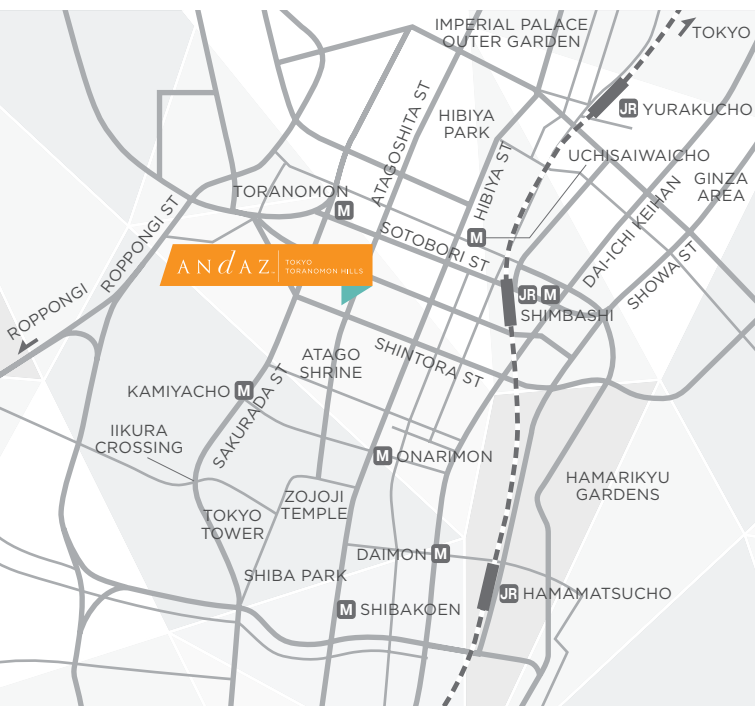 IMPERIAL PALACE
OUTER GARDEN
TOKYO
JR YURAKUCHO
HIBIYA
PARK
ATAGOSHITA ST
UCHISAIWAICHO
HIBIYA ST
GINZA
AREA
TORANOMON
M
M
SOTOBORI ST
DAI-ICHI KEIHAN
SHOWA ST
ROPPONGI ST
ANdAZ
TOKYO
TORANOMON HILLS
JR M
SHIMBASHI
ROPPONGI
SHINTORA ST
ATAGO
SHRINE
KAMIYACHO M
SAKURADA ST
IIKURA
CROSSING
M ONARIMON
HAMARIKYU
GARDENS
ZOJOJI
TEMPLE
TOKYO
TOWER
DAIMON M
SHIBA PARK
JR HAMAMATSUCHO
M SHIBAKOEN